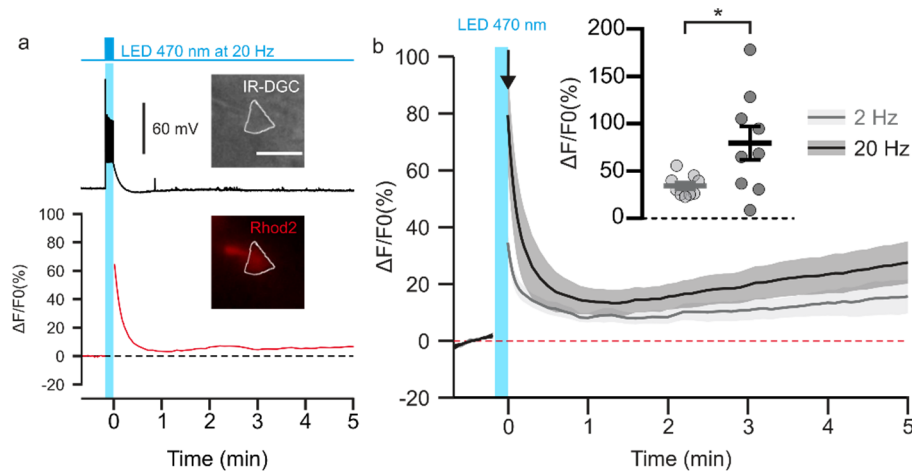 a
LED 470 nm at 20 Hz
60 mV
IR-DGC
Rhod2
ΔF/F0(%)
100
80
60
40
20
0
-20
0 1 2 3 4 5
Time (min)
b
LED 470 nm
ΔF/F0(%)
100
80
60
40
20
0
-20
0 1 2 3 4 5
Time (min)
*
ΔF/F0(%)
200
150
100
50
0
2 Hz
20 Hz